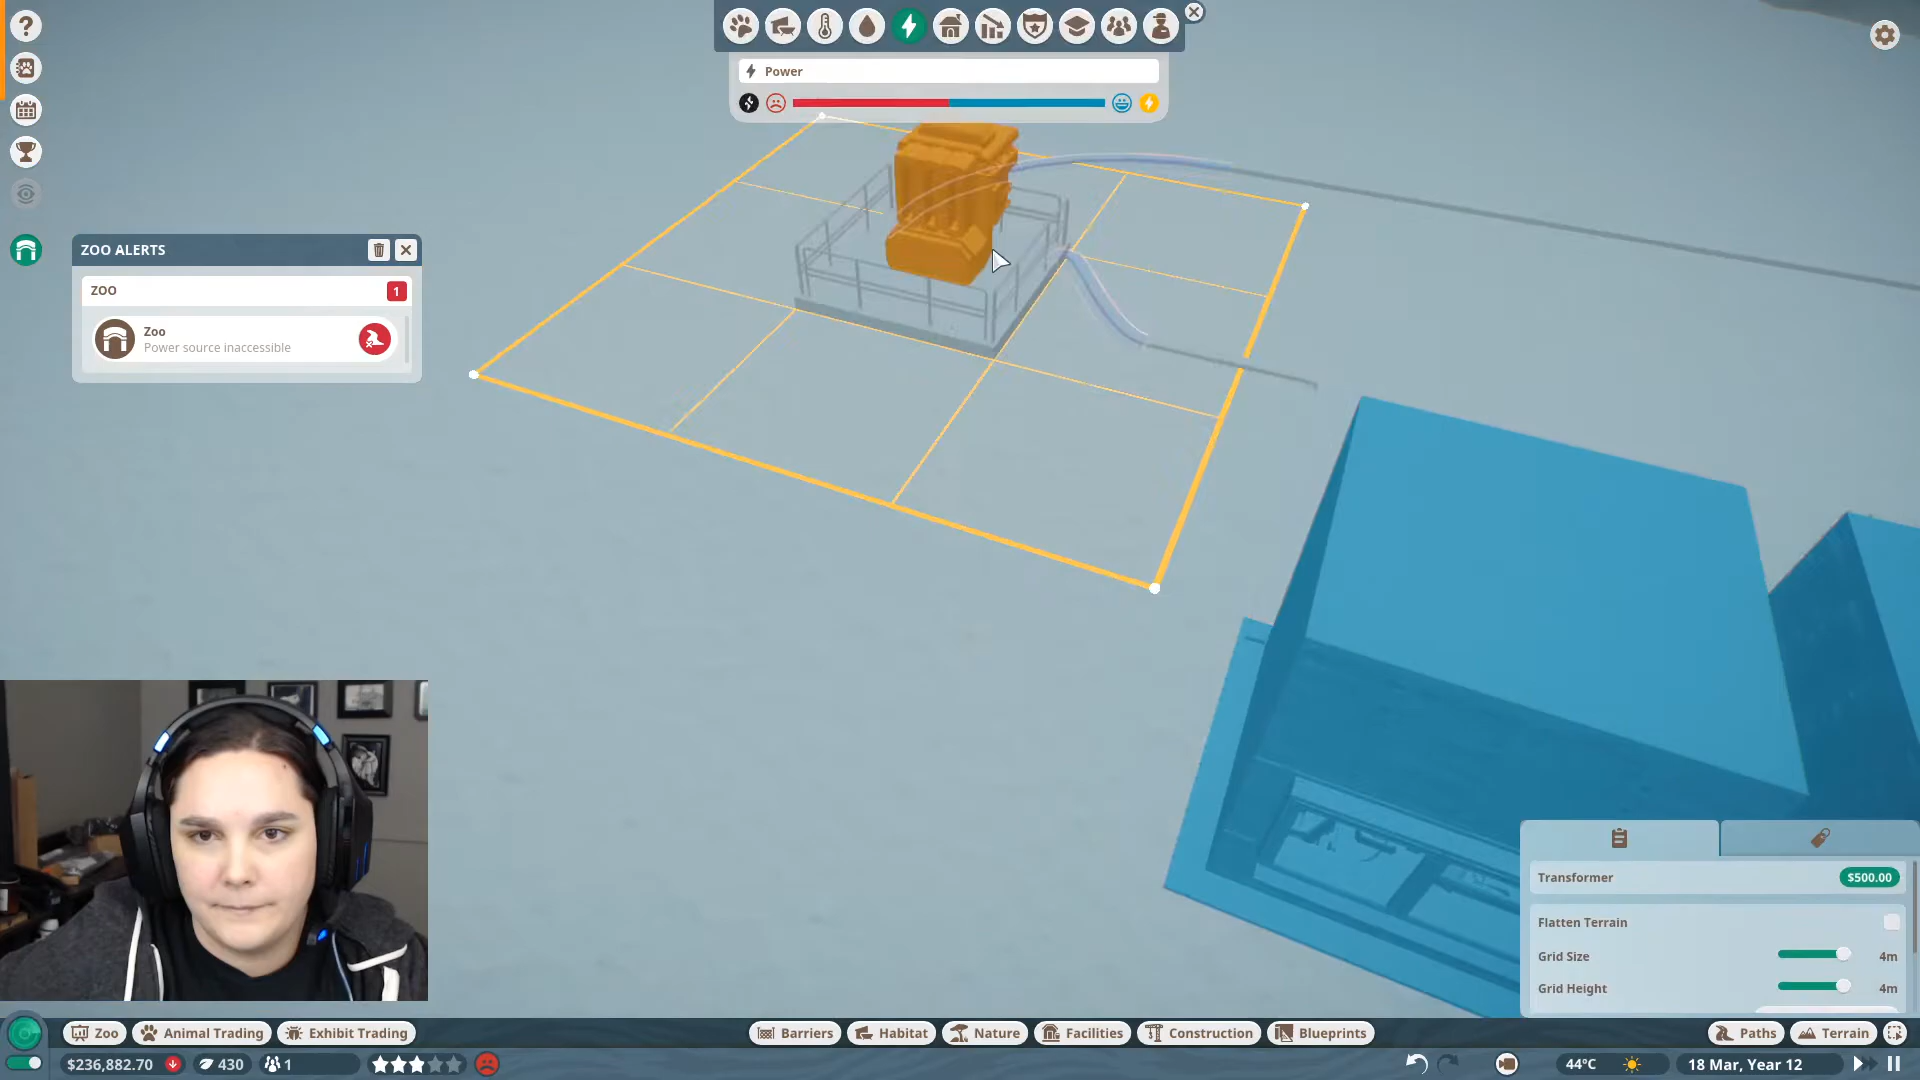 ?
Power
ZOO ALERTS
ZOO
1
Zoo
Power source inaccessible
Transformer
$500.00
Flatten Terrain
Grid Size
4m
Grid Height
4m
Zoo
Animal Trading
Exhibit Trading
Barriers
Habitat
Nature
Facilities
Construction
Blueprints
Paths
Terrain
$236,882.70
430
1
44°C
18 Mar, Year 12